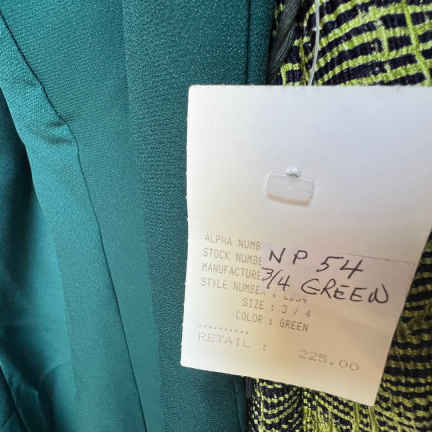 ALPHA NUMB
STOCK NUMBE NP 54
MANUFACTURE 3/4 GREEN
STYLE NUMBE
SIZE : 3 / 4
COLOR : GREEN
..........
RETAIL : 225.00